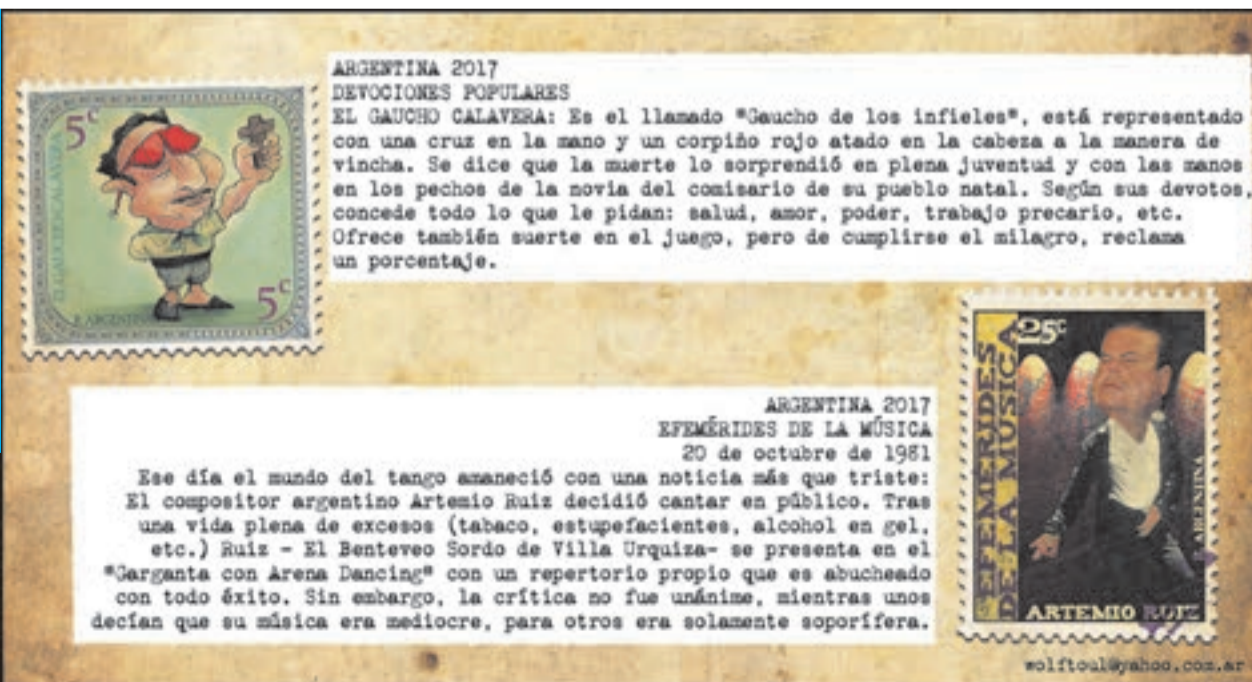 ARGENTINA 2017
DEVOCIONES POPULARES
EL GAUCHO CALAVERA: Es el llamado "Gaucho de los infieles", está representado
con una cruz en la mano y un corpiño rojo atado en la cabeza a la manera de
vincha. Se dice que la muerte lo sorprendió en plena juventud y con las manos
en los pechos de la novia del comisario de su pueblo natal. Según sus devotos,
concede todo lo que le pidan: salud, amor, poder, trabajo precario, etc.
Ofrece también suerte en el juego, pero de cumplirse el milagro, reclama
un porcentaje.
5c
EL GAUCHO CALAVERA
5c
R. ARGENTINA
25c
EFEMÉRIDES
DE LA MÚSICA
R. ARGENTINA
ARTEMIO RUIZ
ARGENTINA 2017
EFEMÉRIDES DE LA MÚSICA
20 de octubre de 1981
Ese día el mundo del tango amaneció con una noticia más que triste:
El compositor argentino Artemio Ruiz decidió cantar en público. Tras
una vida plena de excesos (tabaco, estupefacientes, alcohol en gel,
etc.) Ruiz - El Benteveo Sordo de Villa Urquiza- se presenta en el
"Garganta con Arena Dancing" con un repertorio propio que es abucheado
con todo éxito. Sin embargo, la crítica no fue unánime, mientras unos
decían que su música era mediocre, para otros era solamente soporífera.
wolftoul@yahoo.com.ar